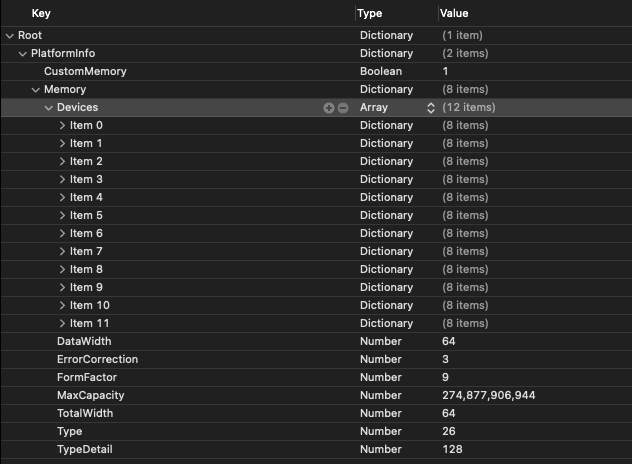 Key Type Value
Root Dictionary (1 item)
PlatformInfo Dictionary (2 items)
CustomMemory Boolean 1
Memory Dictionary (8 items)
Devices Array (12 items)
Item 0 Dictionary (8 items)
Item 1 Dictionary (8 items)
Item 2 Dictionary (8 items)
Item 3 Dictionary (8 items)
Item 4 Dictionary (8 items)
Item 5 Dictionary (8 items)
Item 6 Dictionary (8 items)
Item 7 Dictionary (8 items)
Item 8 Dictionary (8 items)
Item 9 Dictionary (8 items)
Item 10 Dictionary (8 items)
Item 11 Dictionary (8 items)
DataWidth Number 64
ErrorCorrection Number 3
FormFactor Number 9
MaxCapacity Number 274,877,906,944
TotalWidth Number 64
Type Number 26
TypeDetail Number 128